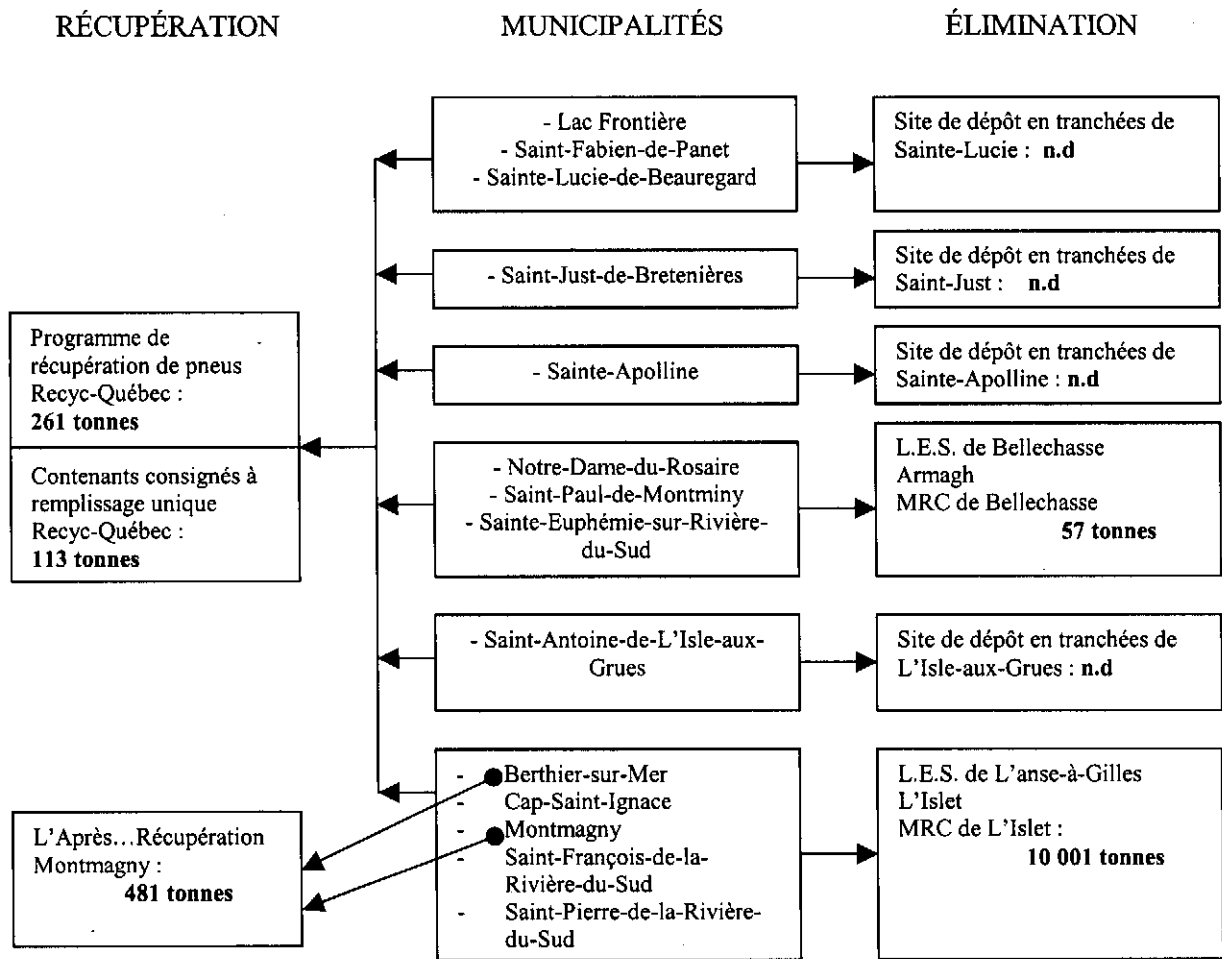 RÉCUPÉRATION
MUNICIPALITÉS
ÉLIMINATION
- Lac Frontière
- Saint-Fabien-de-Panet
- Sainte-Lucie-de-Beauregard
Site de dépôt en tranchées de
Sainte-Lucie : n.d
- Saint-Just-de-Bretenières
Site de dépôt en tranchées de
Saint-Just : n.d
Programme de
récupération de pneus
Recyc-Québec :
261 tonnes
Contenants consignés à
remplissage unique
Recyc-Québec :
113 tonnes
- Sainte-Apolline
Site de dépôt en tranchées de
Sainte-Apolline : n.d
- Notre-Dame-du-Rosaire
- Saint-Paul-de-Montminy
- Sainte-Euphémie-sur-Rivière-
du-Sud
L.E.S. de Bellechasse
Armagh
MRC de Bellechasse
57 tonnes
- Saint-Antoine-de-L'Isle-aux-
Grues
Site de dépôt en tranchées de
L'Isle-aux-Grues : n.d
L'Après...Récupération
Montmagny :
481 tonnes
- Berthier-sur-Mer
- Cap-Saint-Ignace
- Montmagny
- Saint-François-de-la-
Rivière-du-Sud
- Saint-Pierre-de-la-Rivière-
du-Sud
L.E.S. de L'anse-à-Gilles
L'Islet
MRC de L'Islet :
10 001 tonnes